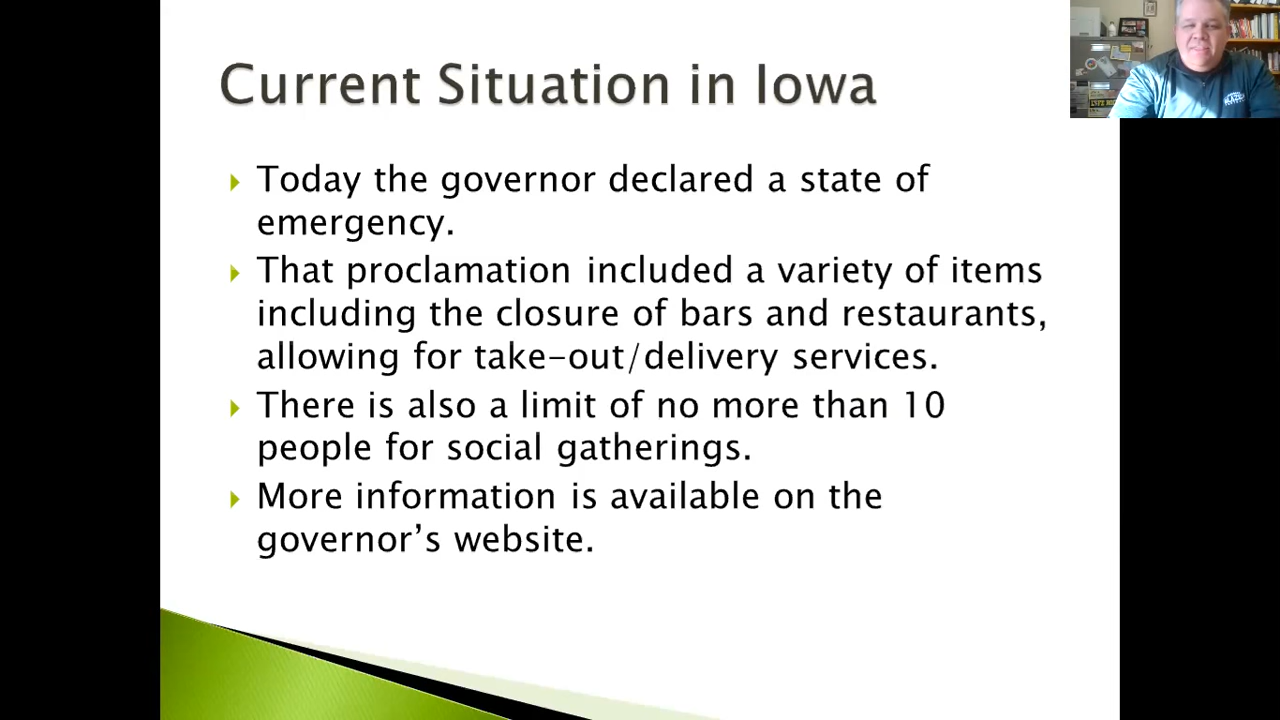 Current Situation in Iowa
Today the governor declared a state of
emergency.
That proclamation included a variety of items
including the closure of bars and restaurants,
allowing for take-out/delivery services.
There is also a limit of no more than 10
people for social gatherings.
More information is available on the
governor’s website.